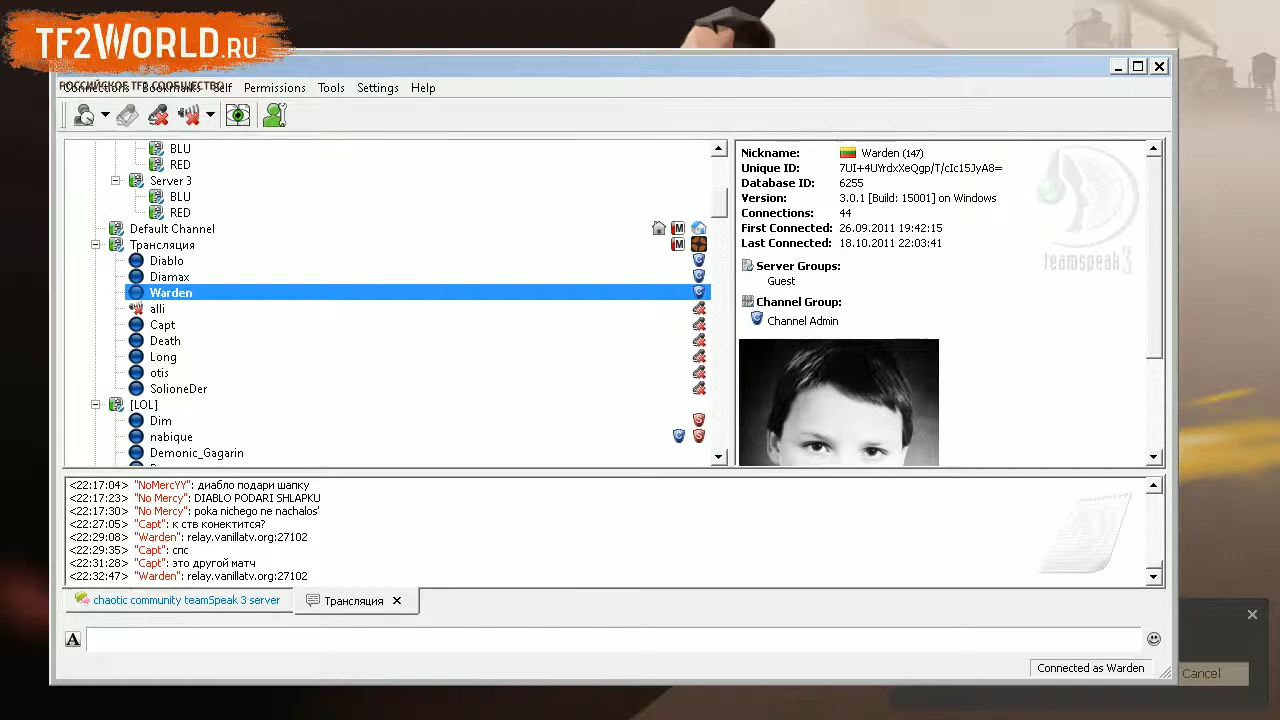 TF2WORLD.RU
РОССИЙСКОЕ TF2 СООБЩЕСТВО
Connections Bookmarks Self Permissions Tools Settings Help
BLU
RED
Server 3
BLU
RED
Default Channel
Трансляция
Diablo
Diamax
Warden
alli
Capt
Death
Long
otis
SolioneDer
[LOL]
Dim
nabique
Demonic_Gagarin
Nickname: Warden (147)
Unique ID: 7UI+4UYrdxXeQgp/T/cIc15JyA8=
Database ID: 6255
Version: 3.0.1 [Build: 15001] on Windows
Connections: 44
First Connected: 26.09.2011 19:42:15
Last Connected: 18.10.2011 22:03:41
Server Groups:
Guest
Channel Group:
Channel Admin
teamspeak 3
<22:17:04> "NoMercYY": диабло подари шапку
<22:17:23> "No Mercy": DIABLO PODARI SHLAPKU
<22:17:30> "No Mercy": poka nichego ne nachalos'
<22:27:05> "Capt": к ств конектится?
<22:29:08> "Warden": relay.vanillatv.org:27102
<22:29:35> "Capt": спс
<22:31:28> "Capt": это другой матч
<22:32:47> "Warden": relay.vanillatv.org:27102
chaotic community teamSpeak 3 server
Трансляция
Connected as Warden
Cancel